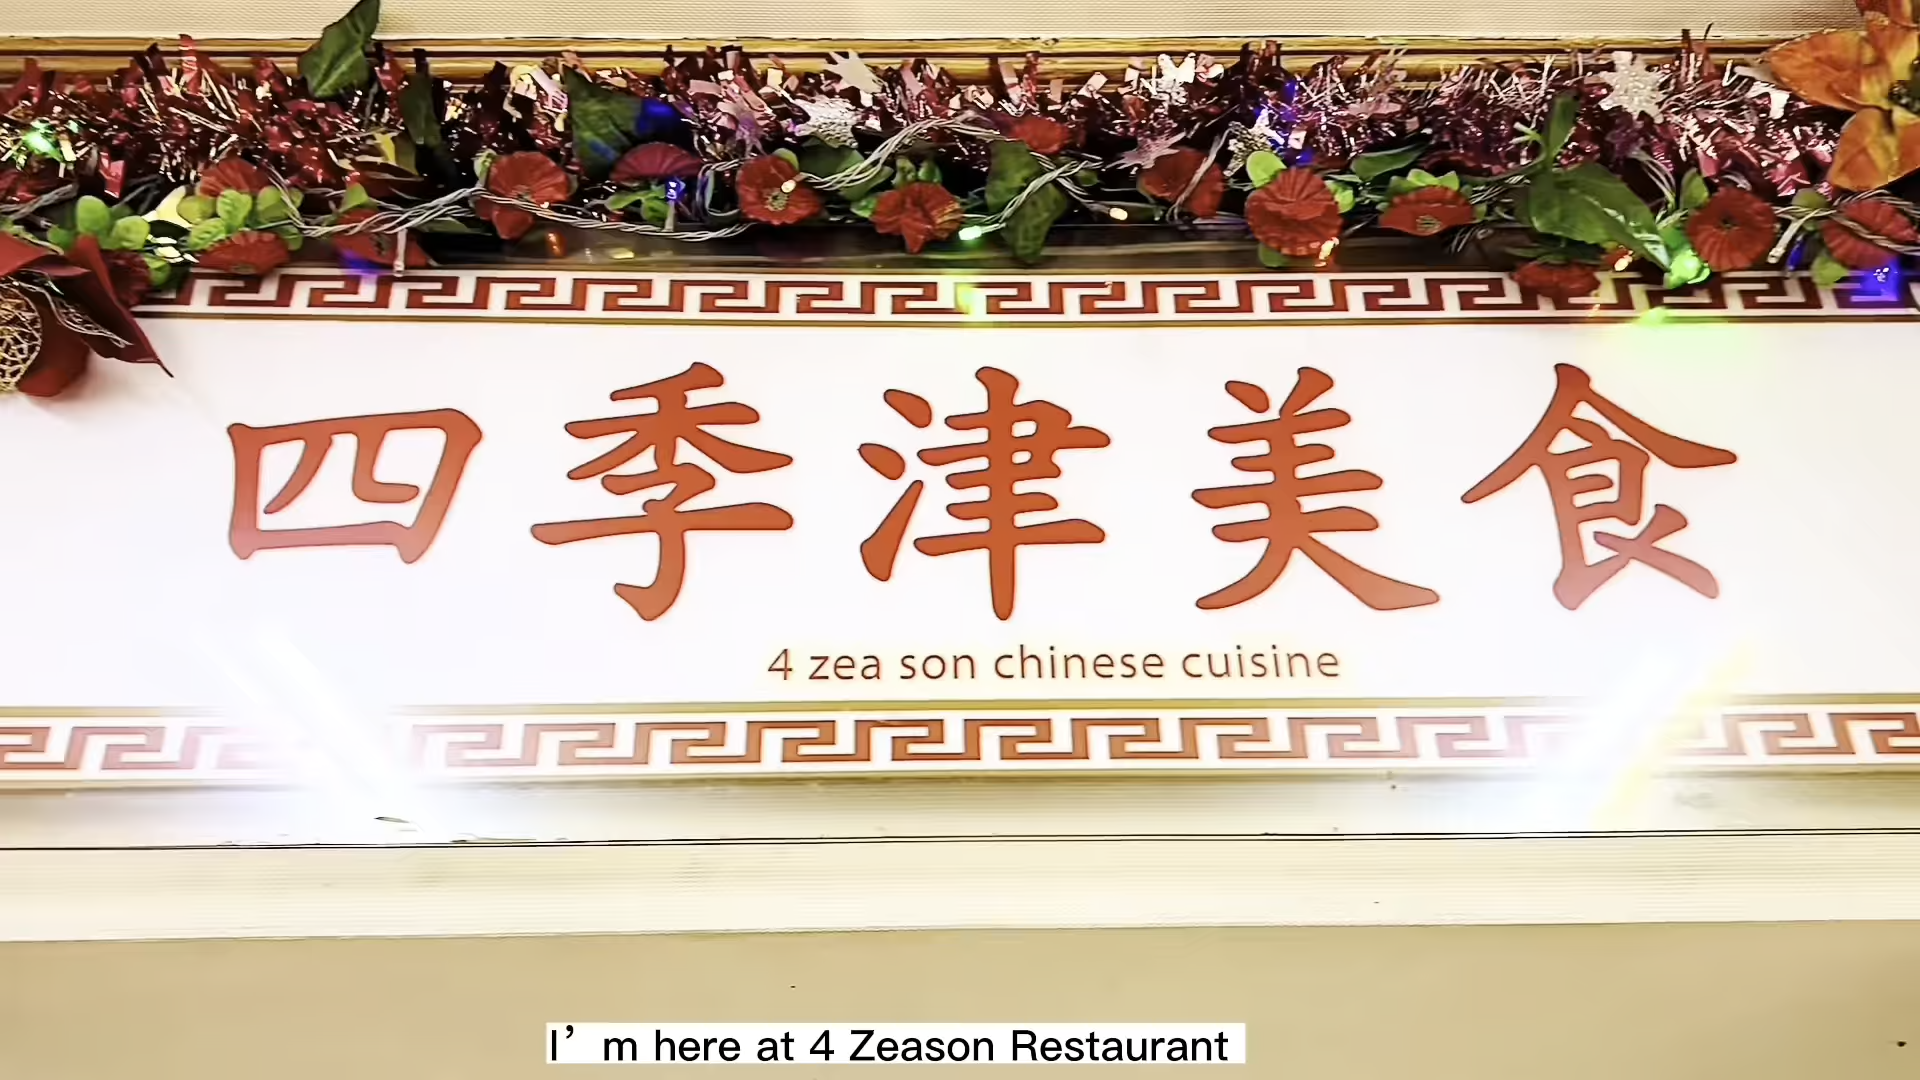 四季津美食
4 zea son chinese cuisine
I’m here at 4 Zeason Restaurant